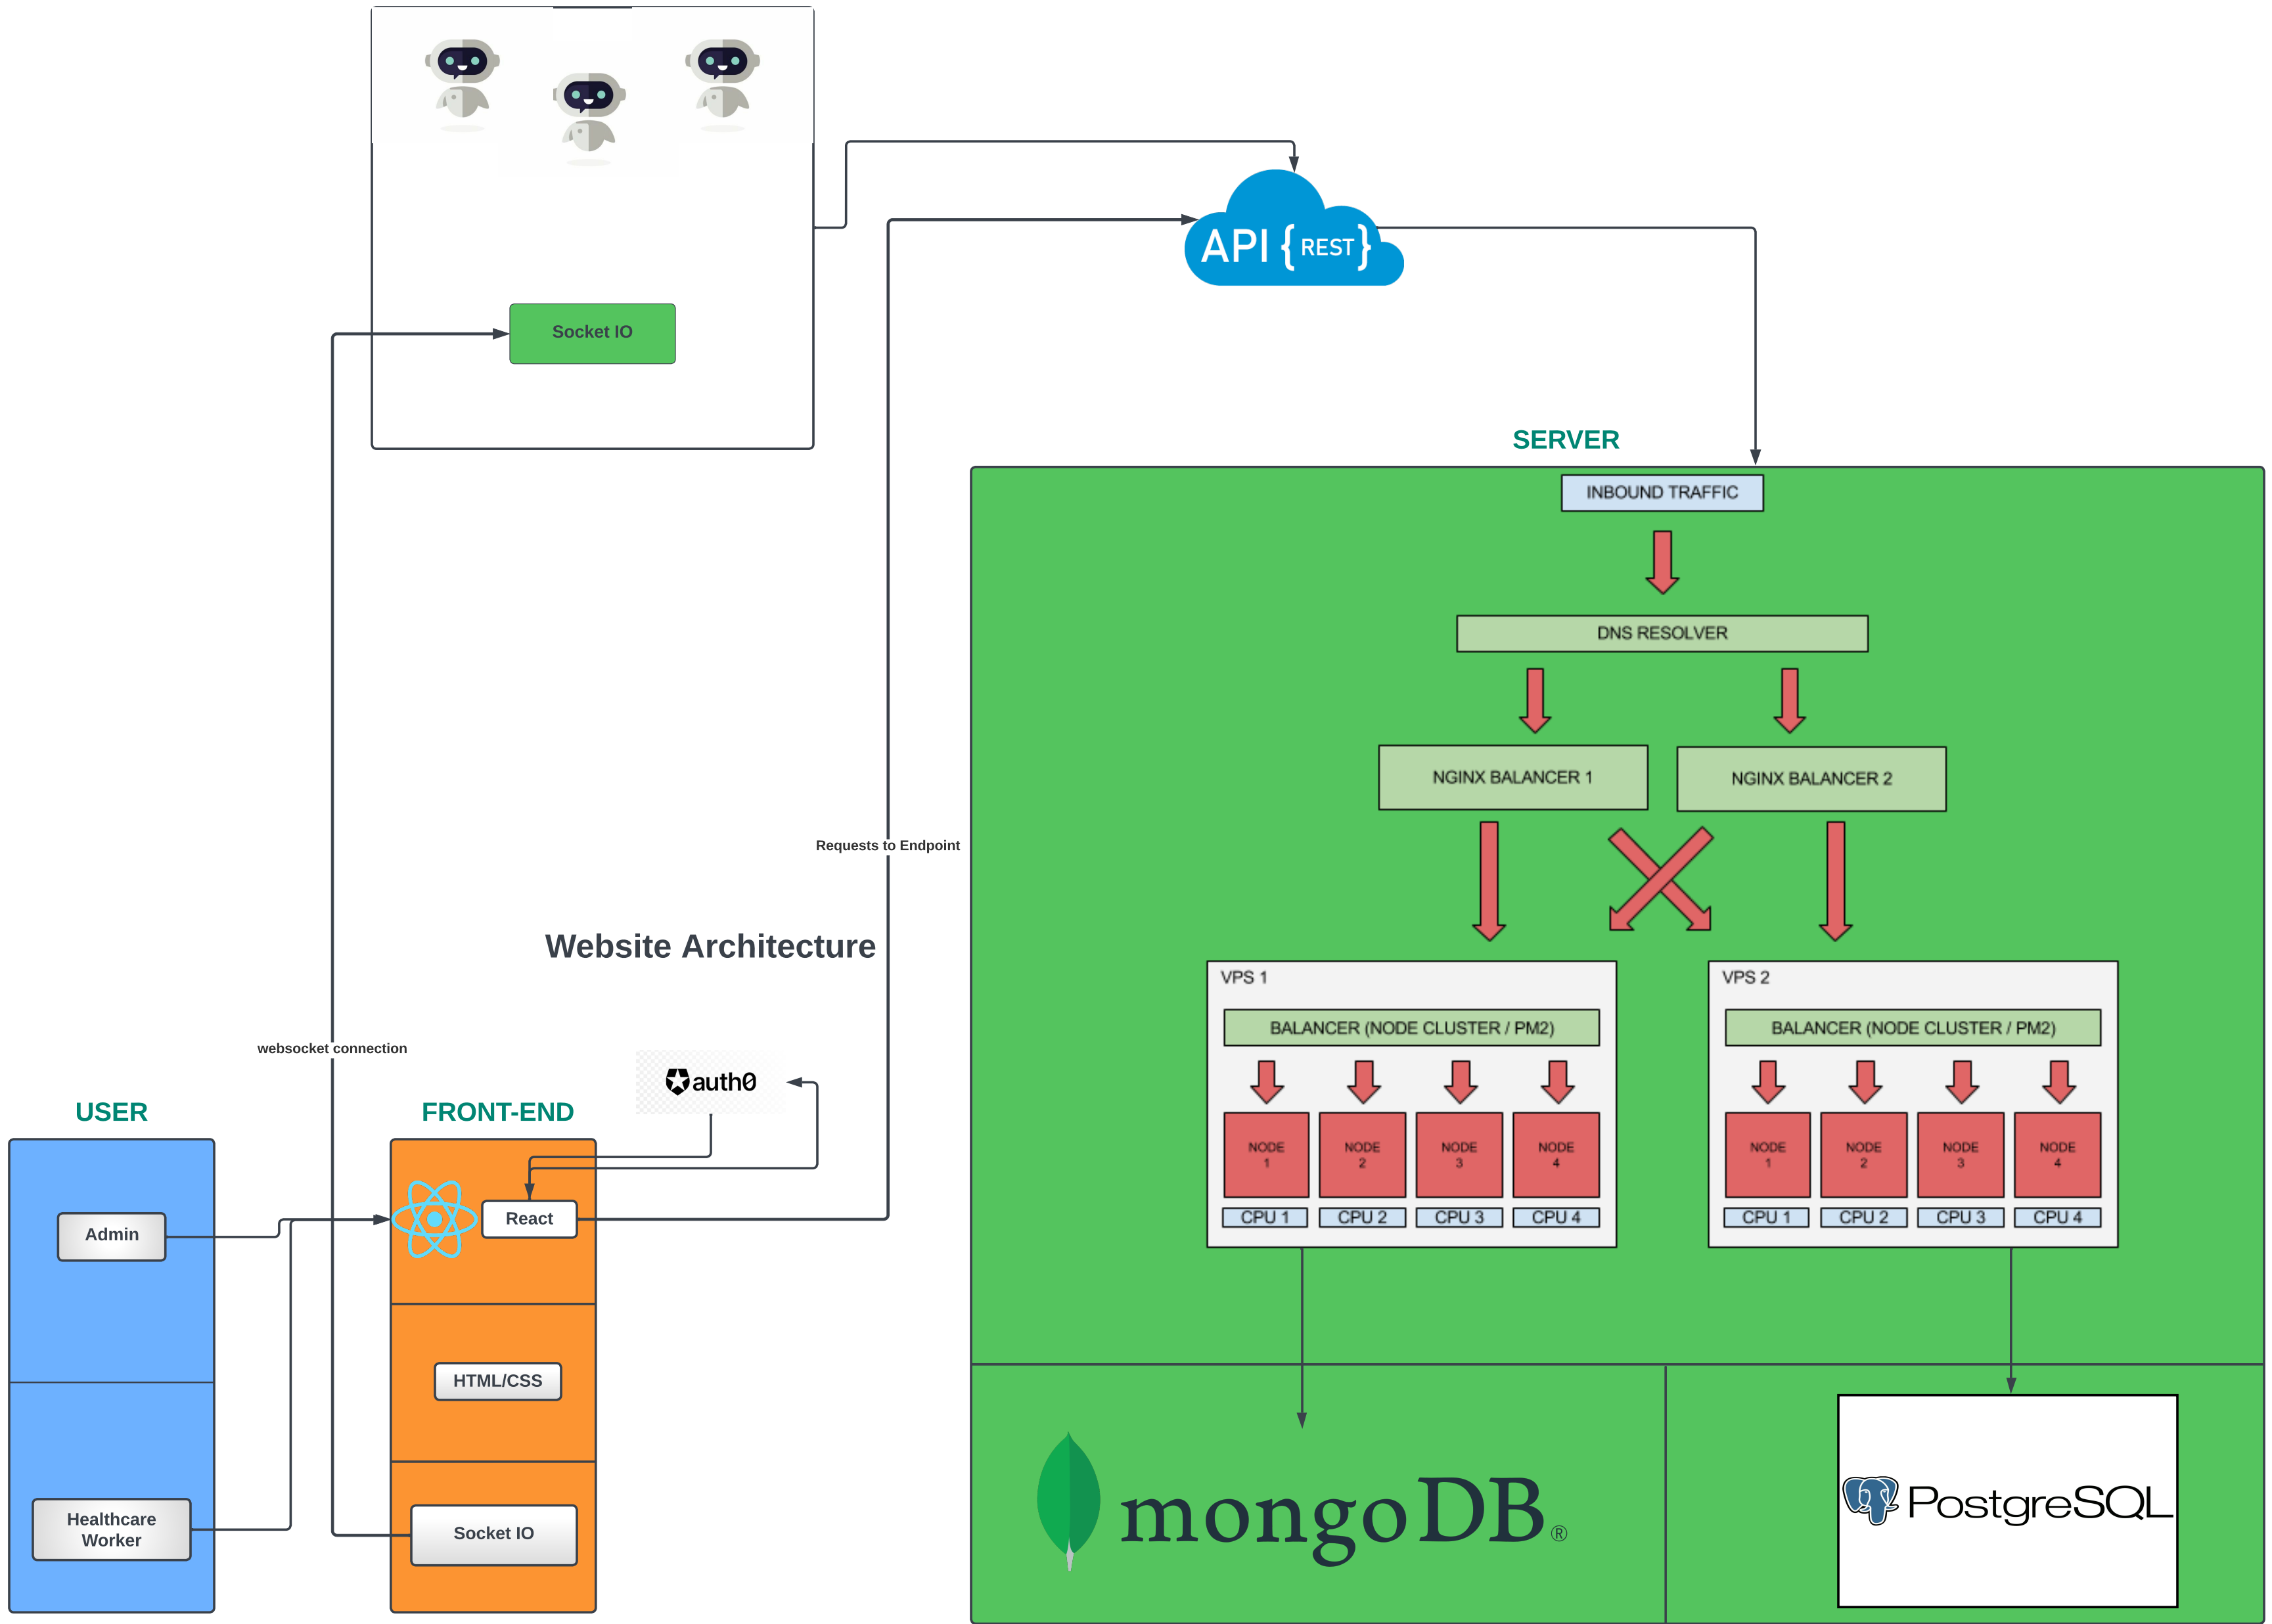 Socket IO
API {REST}
SERVER
INBOUND TRAFFIC
DNS RESOLVER
NGINX BALANCER 1
NGINX BALANCER 2
Requests to Endpoint
Website Architecture
VPS 1
BALANCER (NODE CLUSTER / PM2)
NODE
1
NODE
2
NODE
3
NODE
4
CPU 1
CPU 2
CPU 3
CPU 4
VPS 2
BALANCER (NODE CLUSTER / PM2)
NODE
1
NODE
2
NODE
3
NODE
4
CPU 1
CPU 2
CPU 3
CPU 4
websocket connection
auth0
USER
Admin
Healthcare
Worker
FRONT-END
React
HTML/CSS
Socket IO
mongoDB®
PostgreSQL